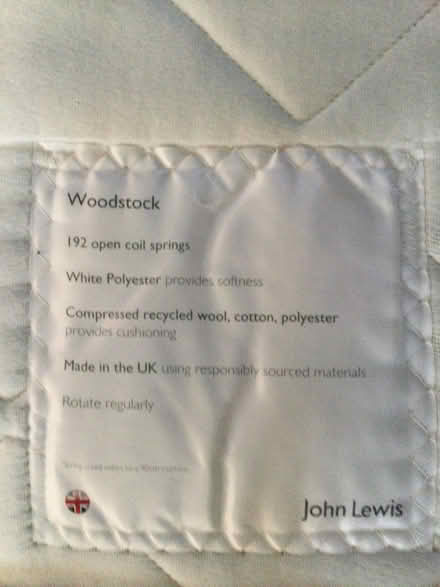 Woodstock
192 open coil springs
White Polyester provides softness
Compressed recycled wool, cotton, polyester
provides cushioning
Made in the UK using responsibly sourced materials
Rotate regularly
John Lewis